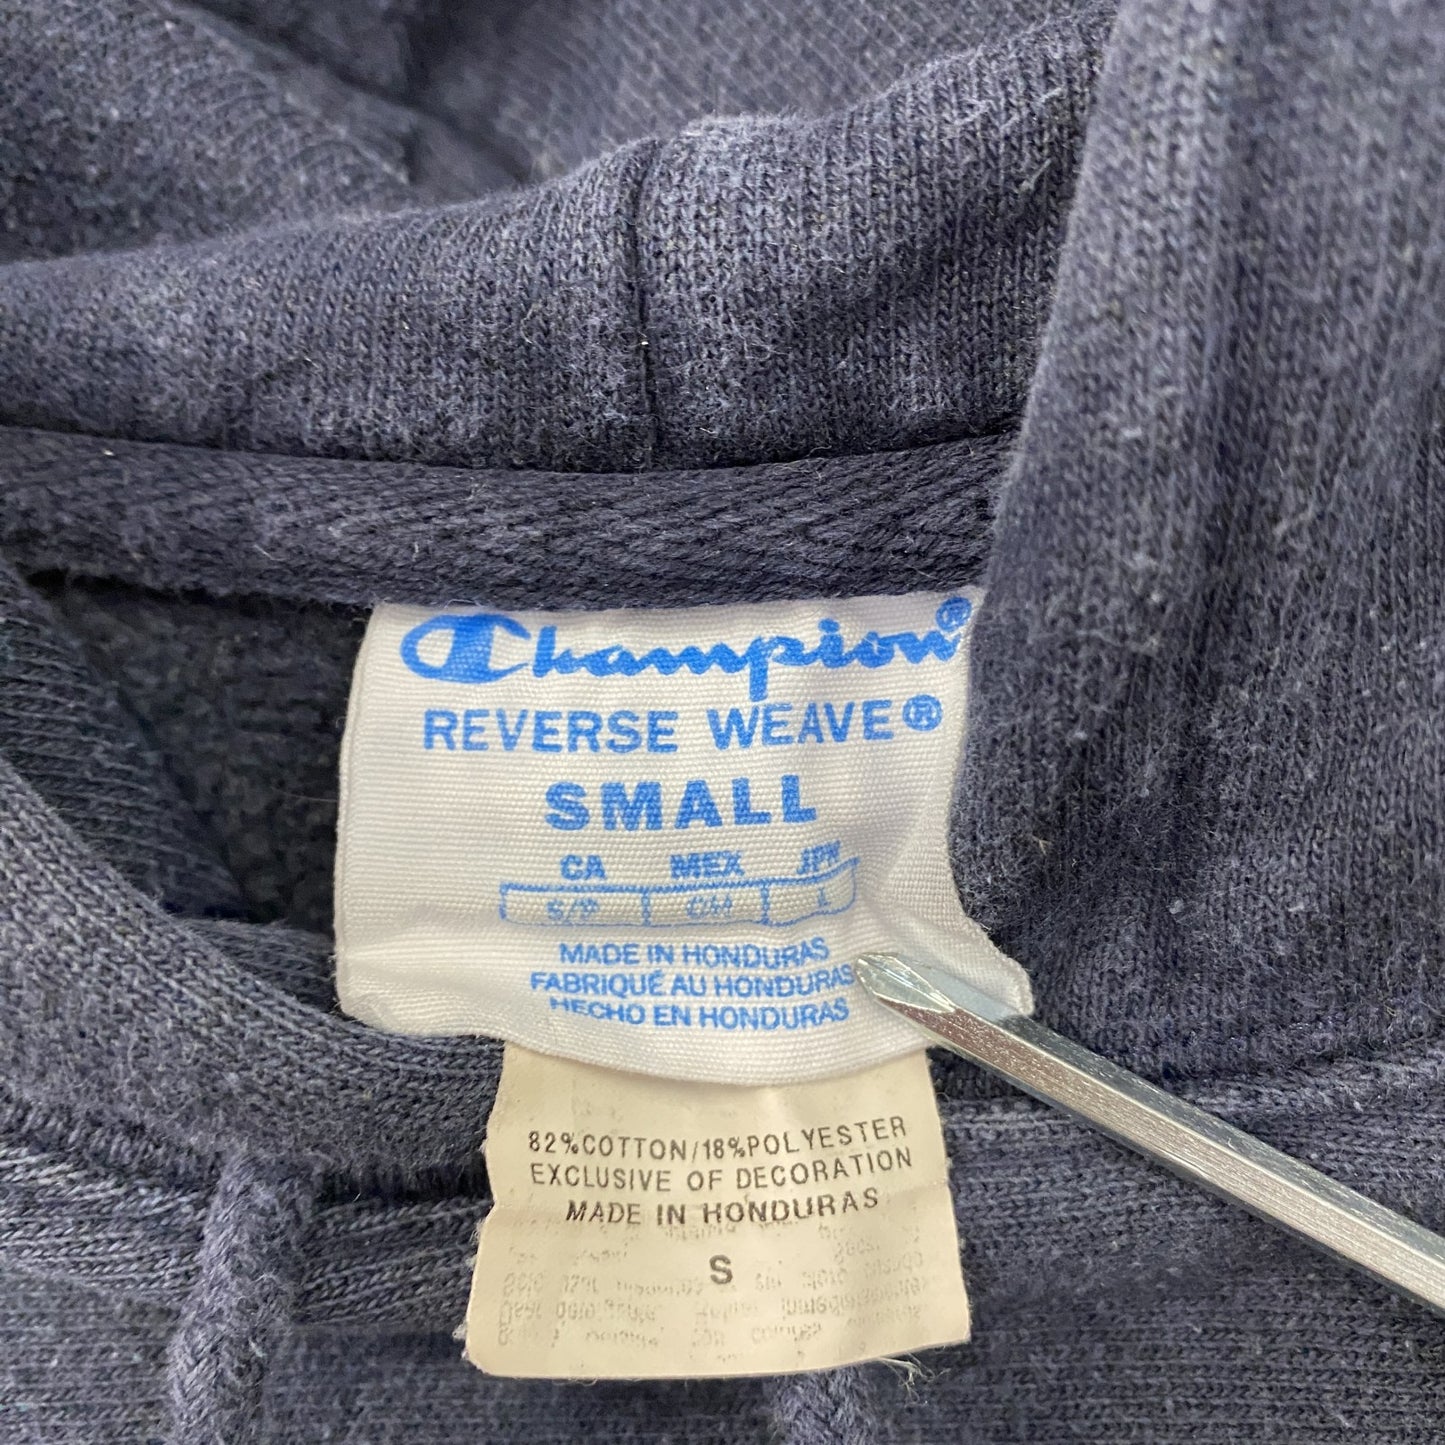 Champion®
REVERSE WEAVE®
SMALL
CA MEX JPN
S/P CH L
MADE IN HONDURAS
FABRIQUÉ AU HONDURAS
HECHO EN HONDURAS
82%COTTON/18%POLYESTER
EXCLUSIVE OF DECORATION
MADE IN HONDURAS
S